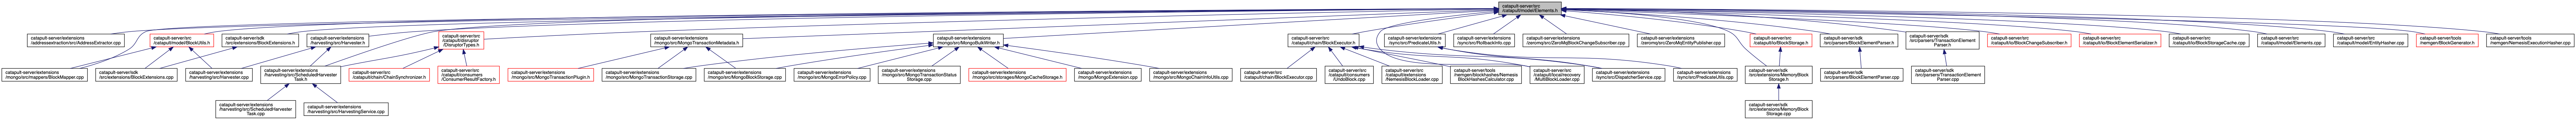 catapult-server/src
/catapult/model/Elements.h
catapult-server/extensions
/addressextraction/src/AddressExtractor.cpp
catapult-server/src
/catapult/model/BlockUtils.h
catapult-server/sdk
/src/extensions/BlockExtensions.h
catapult-server/extensions
/harvesting/src/Harvester.h
catapult-server/src
/catapult/disruptor
/DisruptorTypes.h
catapult-server/extensions
/mongo/src/MongoTransactionMetadata.h
catapult-server/extensions
/mongo/src/MongoBulkWriter.h
catapult-server/src
/catapult/chain/BlockExecutor.h
catapult-server/extensions
/sync/src/PredicateUtils.h
catapult-server/extensions
/sync/src/RollbackInfo.cpp
catapult-server/extensions
/zeromq/src/ZeroMqBlockChangeSubscriber.cpp
catapult-server/extensions
/zeromq/src/ZeroMqEntityPublisher.cpp
catapult-server/src
/catapult/io/BlockStorage.h
catapult-server/sdk
/src/parsers/BlockElementParser.h
catapult-server/sdk
/src/parsers/TransactionElement
Parser.h
catapult-server/src
/catapult/io/BlockChangeSubscriber.h
catapult-server/src
/catapult/io/BlockElementSerializer.h
catapult-server/src
/catapult/io/BlockStorageCache.cpp
catapult-server/src
/catapult/model/Elements.cpp
catapult-server/src
/catapult/model/EntityHasher.cpp
catapult-server/tools
/nemgen/BlockGenerator.h
catapult-server/tools
/nemgen/NemesisExecutionHasher.cpp
catapult-server/extensions
/mongo/src/mappers/BlockMapper.cpp
catapult-server/sdk
/src/extensions/BlockExtensions.cpp
catapult-server/extensions
/harvesting/src/Harvester.cpp
catapult-server/extensions
/harvesting/src/ScheduledHarvester
Task.h
catapult-server/src
/catapult/chain/ChainSynchronizer.h
catapult-server/src
/catapult/consumers
/ConsumerResultFactory.h
catapult-server/extensions
/mongo/src/MongoTransactionPlugin.h
catapult-server/extensions
/mongo/src/MongoTransactionStorage.cpp
catapult-server/extensions
/mongo/src/MongoBlockStorage.cpp
catapult-server/extensions
/mongo/src/MongoErrorPolicy.cpp
catapult-server/extensions
/mongo/src/MongoTransactionStatus
Storage.cpp
catapult-server/extensions
/mongo/src/storages/MongoCacheStorage.h
catapult-server/extensions
/mongo/src/MongoExtension.cpp
catapult-server/extensions
/mongo/src/MongoChainInfoUtils.cpp
catapult-server/src
/catapult/chain/BlockExecutor.cpp
catapult-server/src
/catapult/consumers
/UndoBlock.cpp
catapult-server/src
/catapult/extensions
/NemesisBlockLoader.cpp
catapult-server/tools
/nemgen/blockhashes/Nemesis
BlockHashesCalculator.cpp
catapult-server/src
/catapult/local/recovery
/MultiBlockLoader.cpp
catapult-server/extensions
/sync/src/DispatcherService.cpp
catapult-server/extensions
/sync/src/PredicateUtils.cpp
catapult-server/sdk
/src/extensions/MemoryBlock
Storage.h
catapult-server/sdk
/src/parsers/BlockElementParser.cpp
catapult-server/sdk
/src/parsers/TransactionElement
Parser.cpp
catapult-server/extensions
/harvesting/src/ScheduledHarvester
Task.cpp
catapult-server/extensions
/harvesting/src/HarvestingService.cpp
catapult-server/sdk
/src/extensions/MemoryBlock
Storage.cpp